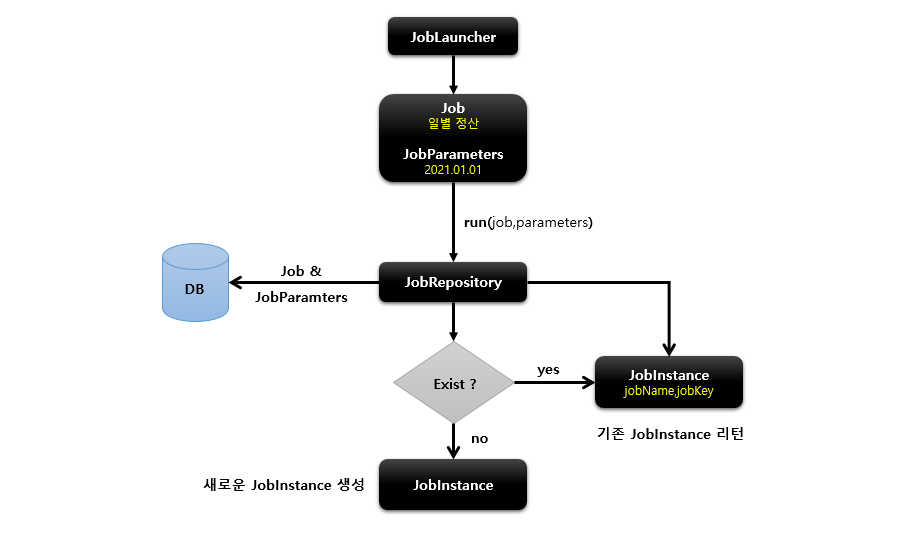 JobLauncher
Job
일별 정산
JobParameters
2021.01.01
run(job,parameters)
Job &
JobParamters
DB
JobRepository
Exist ?
yes
JobInstance
jobName,jobKey
기존 JobInstance 리턴
no
새로운 JobInstance 생성
JobInstance